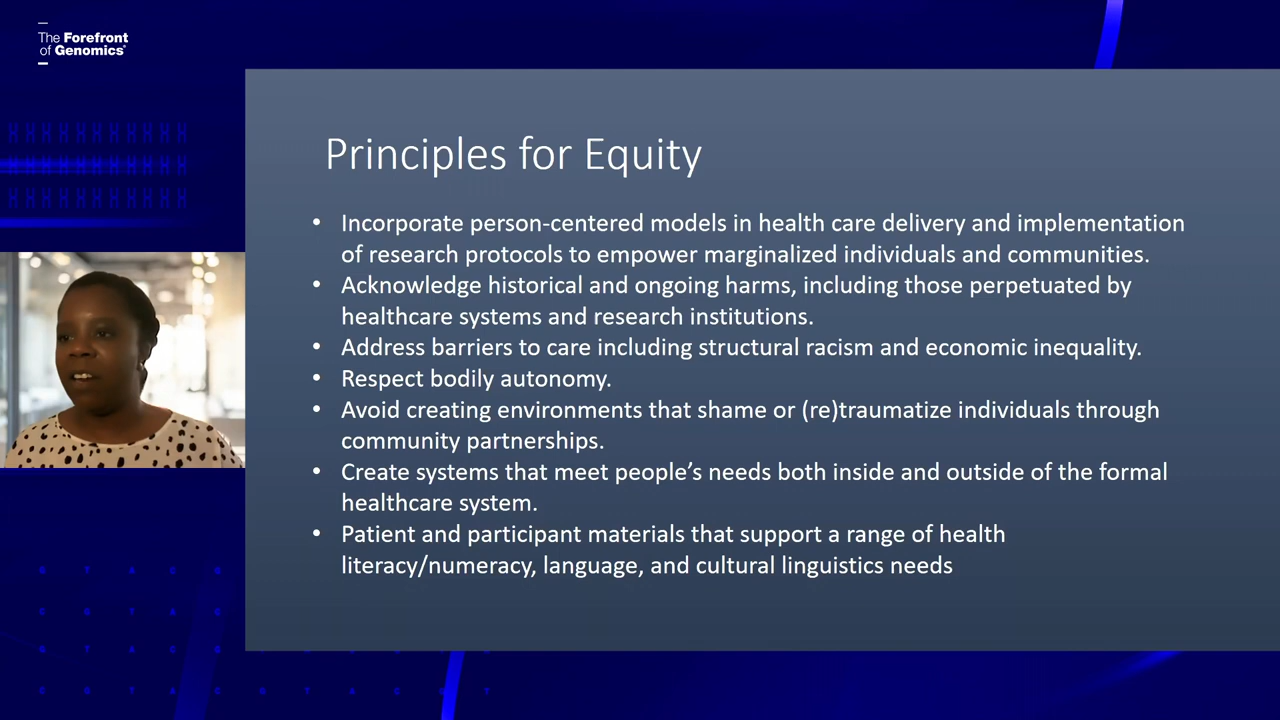 The Forefront
of Genomics®
Principles for Equity
• Incorporate person-centered models in health care delivery and implementation
of research protocols to empower marginalized individuals and communities.
• Acknowledge historical and ongoing harms, including those perpetuated by
healthcare systems and research institutions.
• Address barriers to care including structural racism and economic inequality.
• Respect bodily autonomy.
• Avoid creating environments that shame or (re)traumatize individuals through
community partnerships.
• Create systems that meet people’s needs both inside and outside of the formal
healthcare system.
• Patient and participant materials that support a range of health
literacy/numeracy, language, and cultural linguistics needs